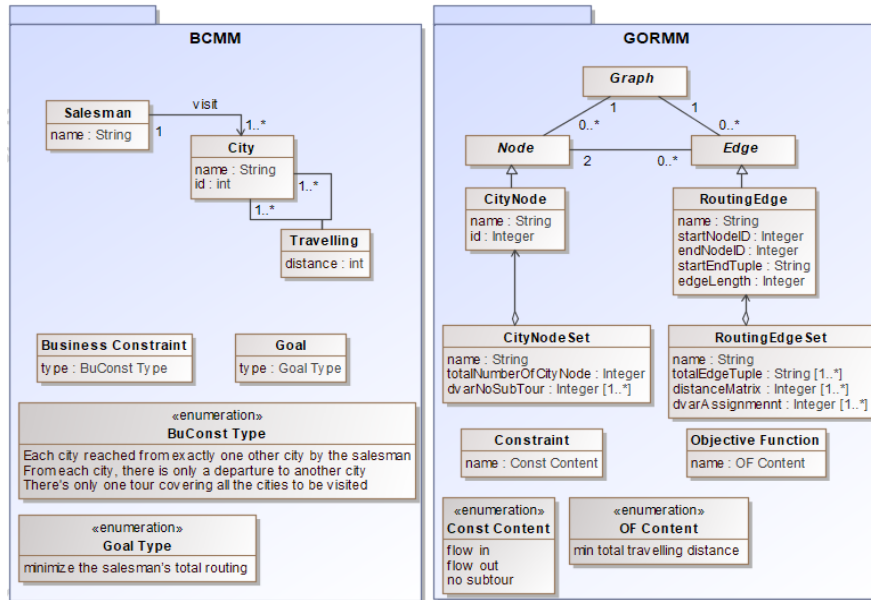 BCMM
Salesman
name : String
visit
1
1..*
City
name : String
id : int
1..*
1..*
Travelling
distance : int
Business Constraint
type : BuConst Type
Goal
type : Goal Type
«enumeration»
BuConst Type
Each city reached from exactly one other city by the salesman
From each city, there is only a departure to another city
There's only one tour covering all the cities to be visited
«enumeration»
Goal Type
minimize the salesman's total routing
GORMM
Graph
1
1
0..*
0..*
Node
2
0..*
Edge
CityNode
name : String
id : Integer
RoutingEdge
name : String
startNodeID : Integer
endNodeID : Integer
startEndTuple : String
edgeLength : Integer
CityNodeSet
name : String
totalNumberOfCityNode : Integer
dvarNoSubTour : Integer [1..*]
RoutingEdgeSet
name : String
totalEdgeTuple : String [1..*]
distanceMatrix : Integer [1..*]
dvarAssignmennt : Integer [1..*]
Constraint
name : Const Content
Objective Function
name : OF Content
«enumeration»
Const Content
flow in
flow out
no subtour
«enumeration»
OF Content
min total travelling distance